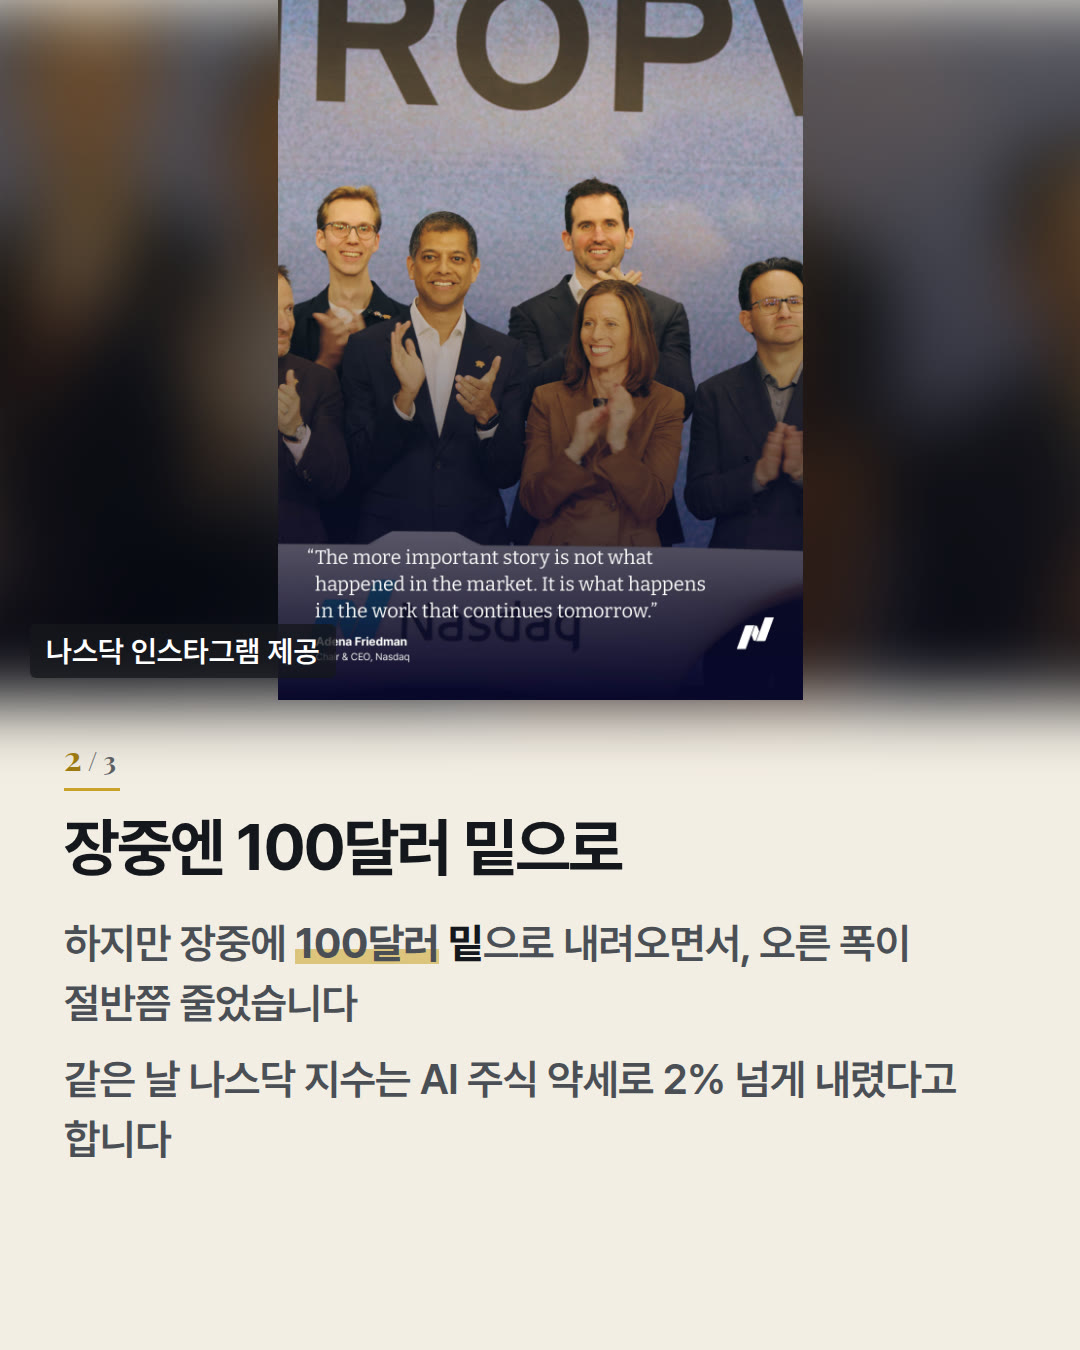 ROPV
“The more important story is not what
happened in the market. It is what happens
in the work that continues tomorrow.”
Nasdaq
Adena Friedman
Chair & CEO, Nasdaq
나스닥 인스타그램 제공
2 / 3
장중엔 100달러 밑으로
하지만 장중에 100달러 밑으로 내려오면서, 오른 폭이
절반쯤 줄었습니다
같은 날 나스닥 지수는 AI 주식 약세로 2% 넘게 내렸다고
합니다